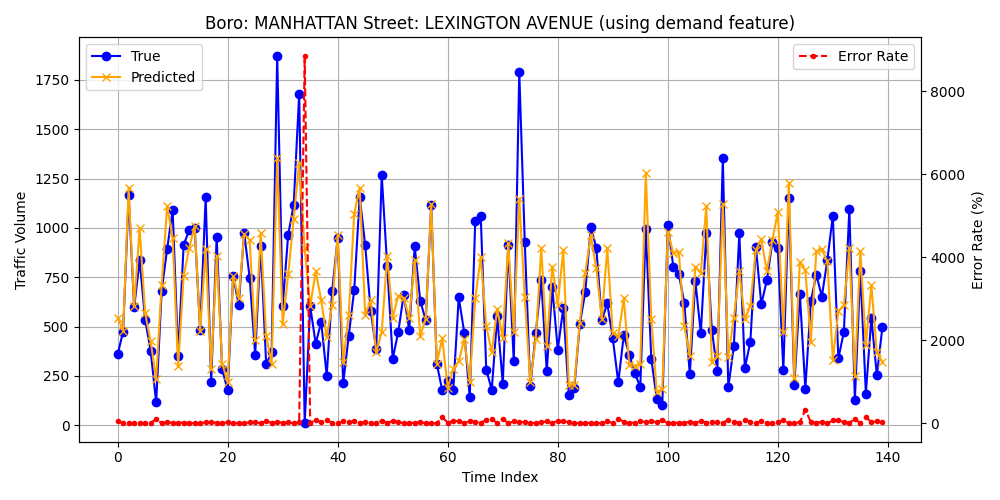 Boro: MANHATTAN Street: LEXINGTON AVENUE (using demand feature)
True
Predicted
Error Rate
Traffic Volume
1750
1500
1250
1000
750
500
250
0
8000
6000
4000
2000
0
Error Rate (%)
0 20 40 60 80 100 120 140
Time Index